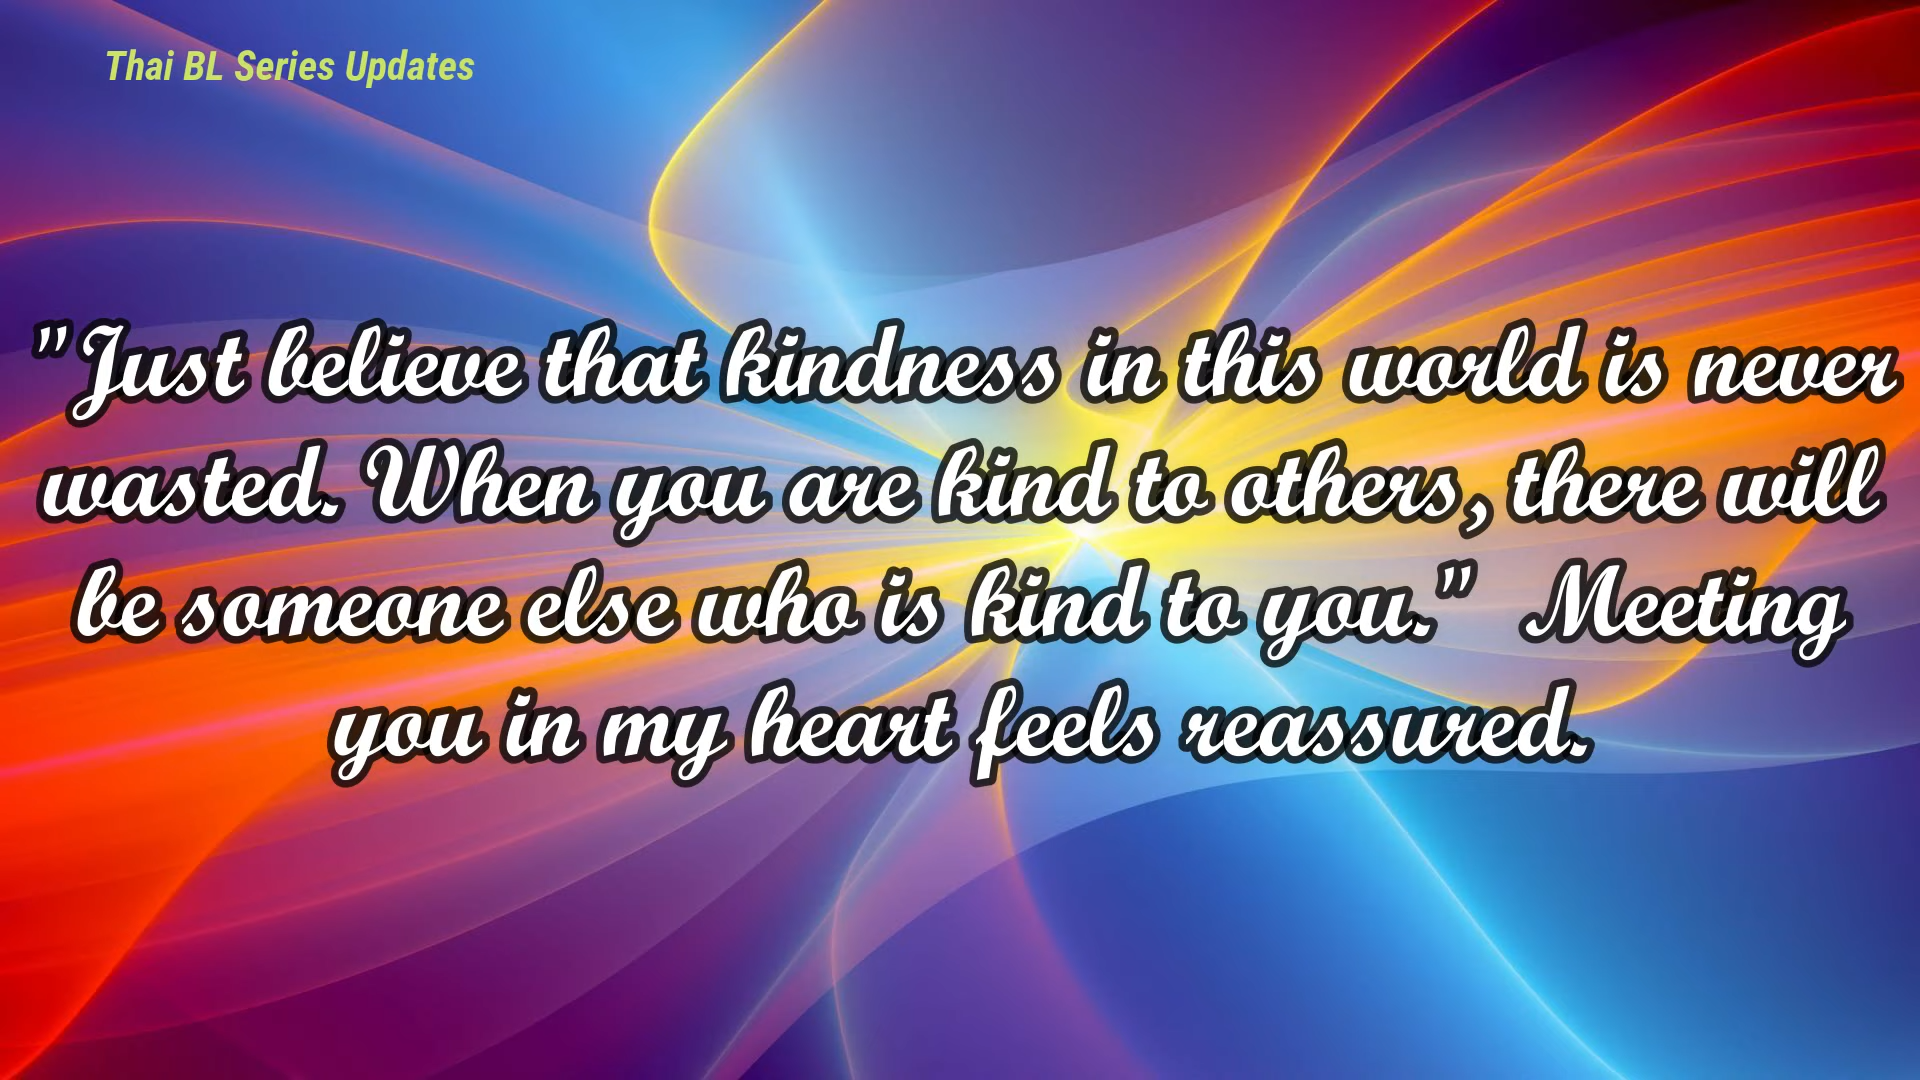 Thai BL Series Updates
"Just believe that kindness in this world is never
wasted. When you are kind to others, there will
be someone else who is kind to you." Meeting
you in my heart feels reassured.